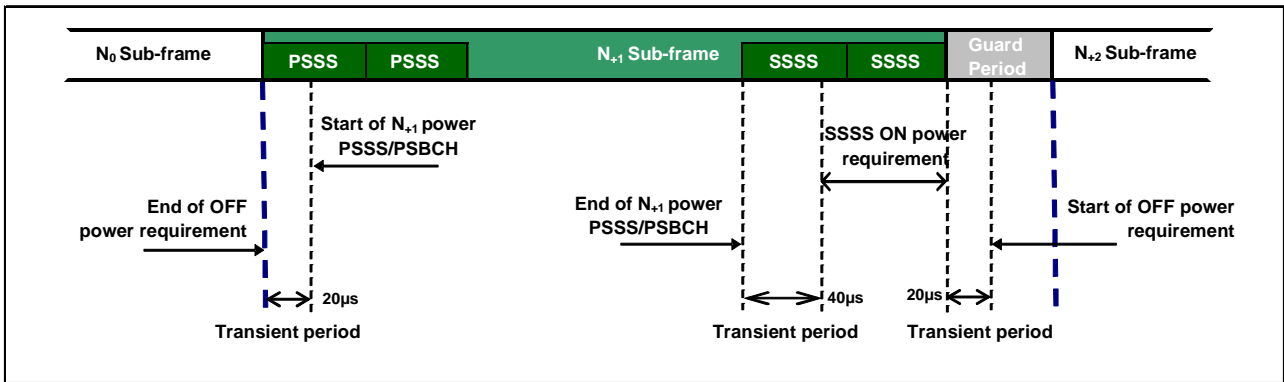 N₀ Sub-frame
PSSS
PSSS
N₊₁ Sub-frame
SSSS
SSSS
Guard
Period
N₊₂ Sub-frame
Start of N₊₁ power
PSSS/PSBCH
SSSS ON power
requirement
End of OFF
power requirement
End of N₊₁ power
PSSS/PSBCH
Start of OFF power
requirement
20µs
40µs
20µs
Transient period
Transient period
Transient period